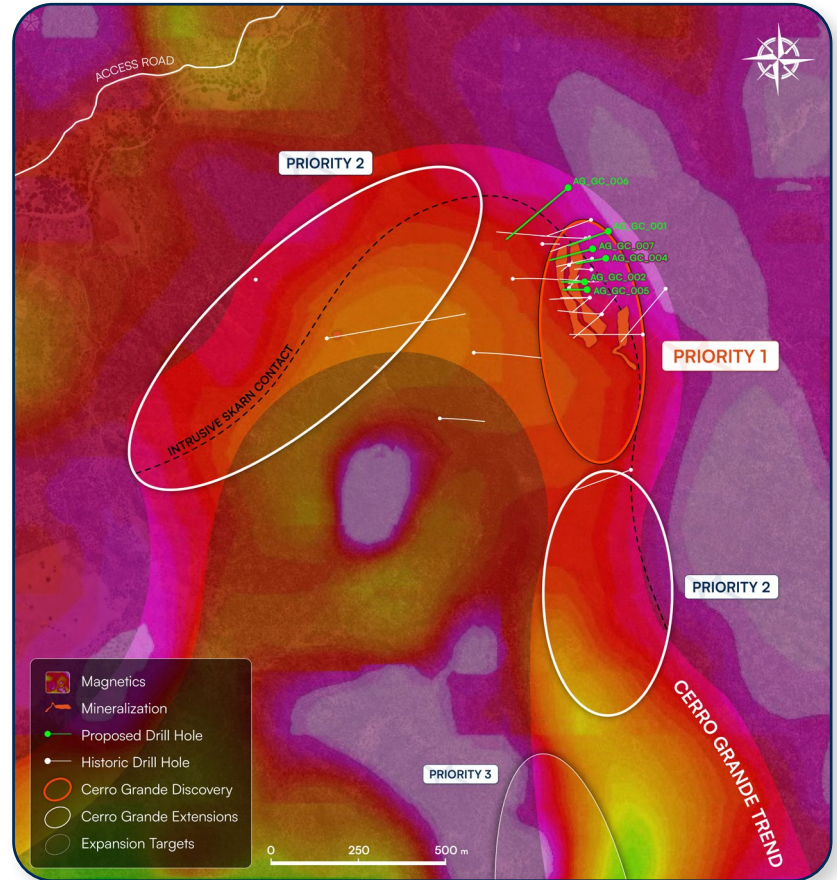 ACCESS ROAD
PRIORITY 2
AG_GC_006
AG_GC_001
AG_GC_007
AG_GC_004
AG_GC_002
AG_GC_005
PRIORITY 1
INTRUSIVE SKARN CONTACT
PRIORITY 2
CERRO GRANDE TREND
PRIORITY 3
Magnetics
Mineralization
Proposed Drill Hole
Historic Drill Hole
Cerro Grande Discovery
Cerro Grande Extensions
Expansion Targets
0 250 500 m